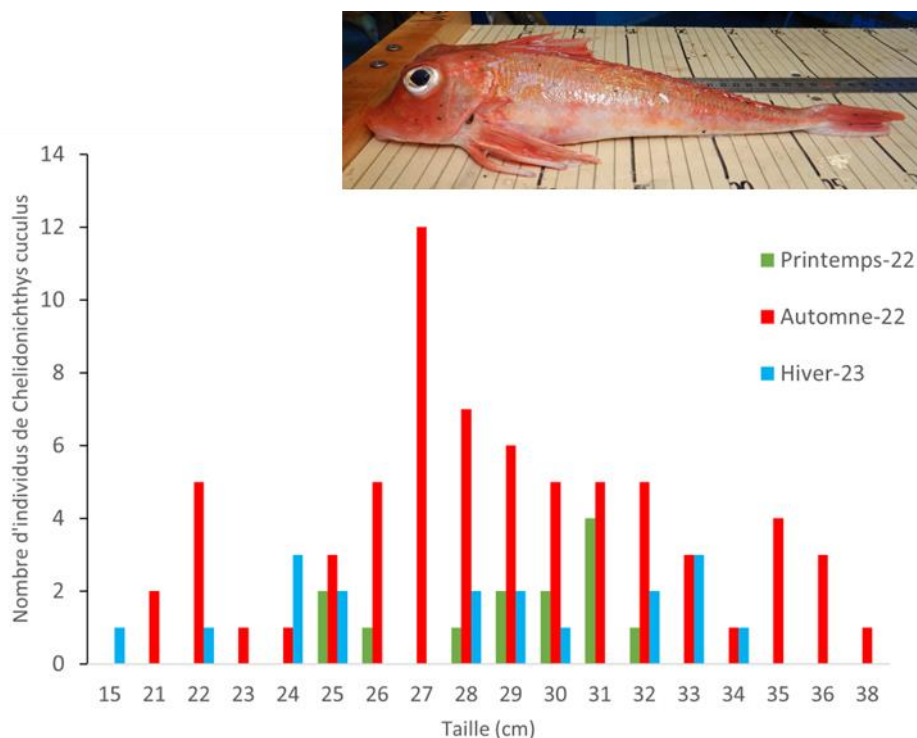 Nombre d'individus de Chelidonichthys cuculus
14
12
10
8
6
4
2
0
Printemps-22
Automne-22
Hiver-23
15 21 22 23 24 25 26 27 28 29 30 31 32 33 34 35 36 38
Taille (cm)